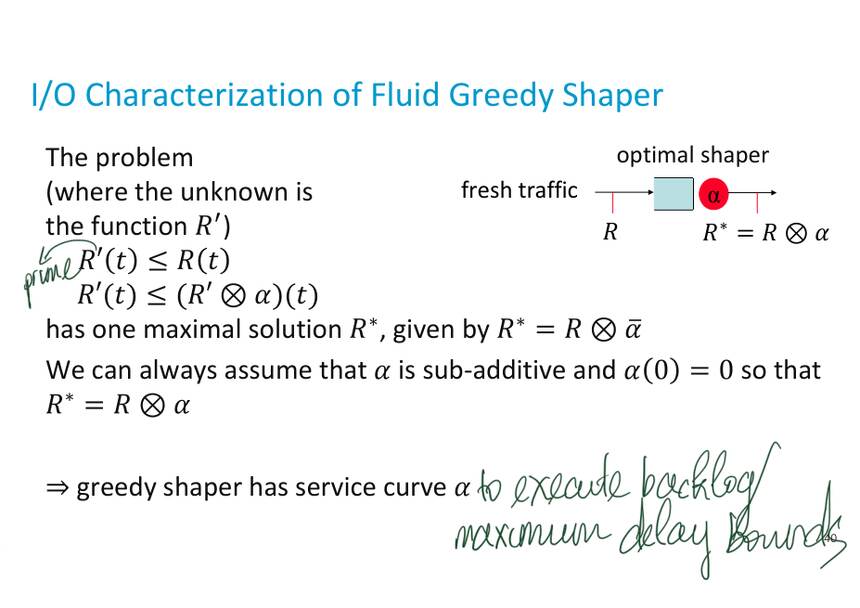 I/O Characterization of Fluid Greedy Shaper
The problem
(where the unknown is
the function R′)
prime
R′(t) ≤ R(t)
R′(t) ≤ (R′ ⊗ α)(t)
optimal shaper
fresh traffic
α
R
R* = R ⊗ α
has one maximal solution R*, given by R* = R ⊗ ᾱ
We can always assume that α is sub-additive and α(0) = 0 so that
R* = R ⊗ α
⇒ greedy shaper has service curve α to execute backlog/
maximum delay Bounds
40